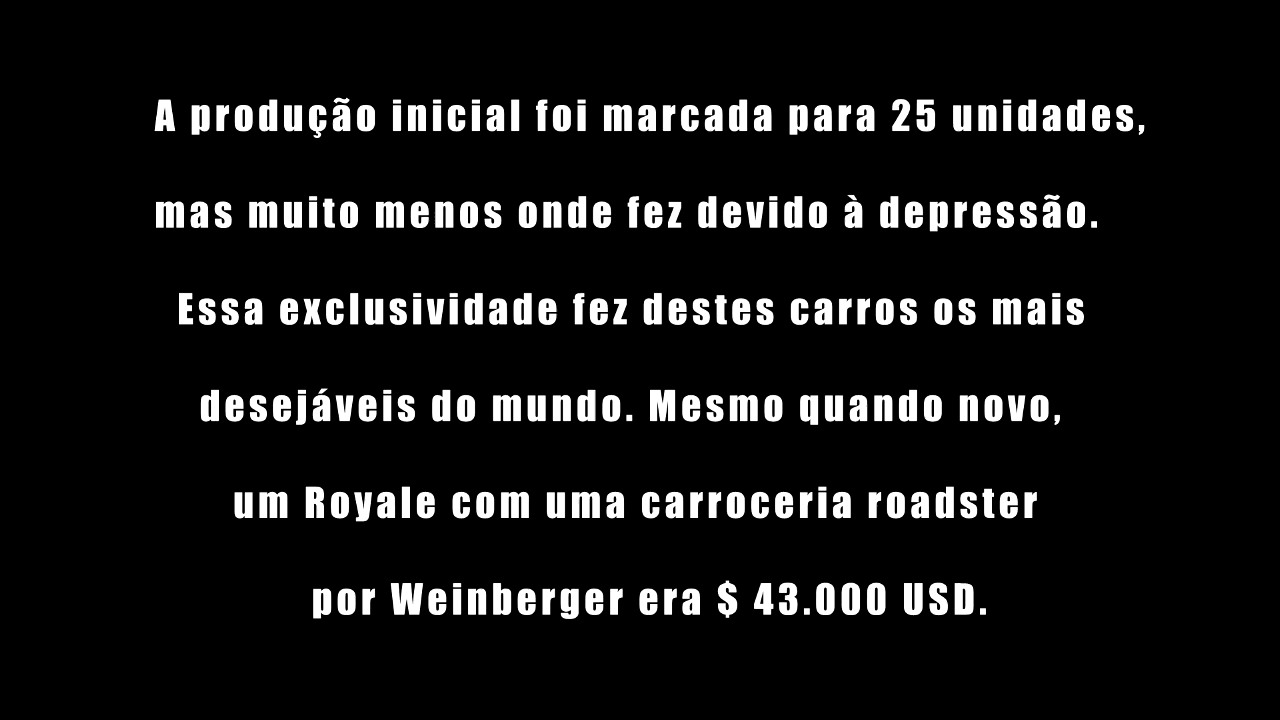 A produção inicial foi marcada para 25 unidades,
mas muito menos onde fez devido à depressão.
Essa exclusividade fez destes carros os mais
desejáveis do mundo. Mesmo quando novo,
um Royale com uma carroceria roadster
por Weinberger era $ 43.000 USD.